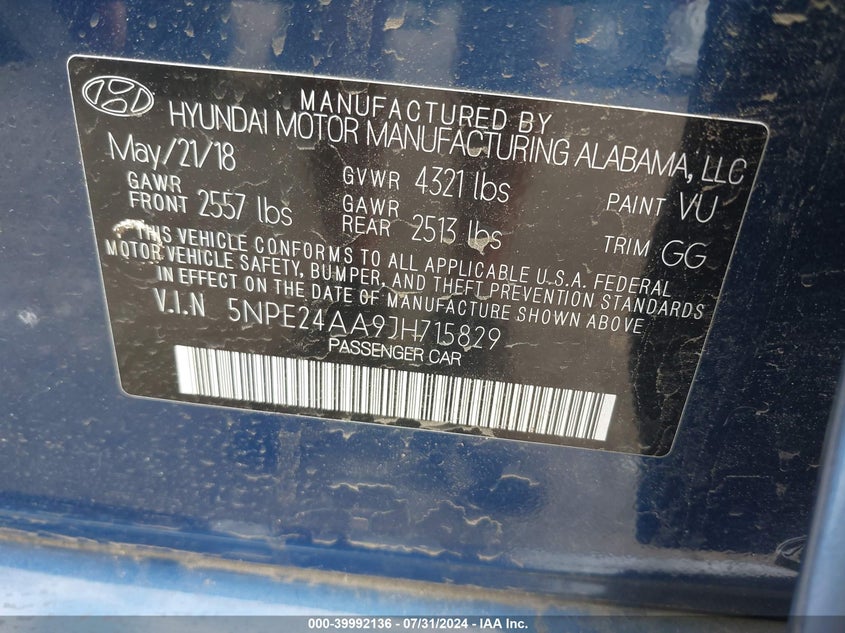 MANUFACTURED BY
HYUNDAI MOTOR MANUFACTURING ALABAMA, LLC
May/21/18 GVWR 4321 lbs PAINT VU
GAWR FRONT 2557 lbs GAWR REAR 2513 lbs TRIM GG
THIS VEHICLE CONFORMS TO ALL APPLICABLE U.S.A. FEDERAL
MOTOR VEHICLE SAFETY, BUMPER, AND THEFT PREVENTION STANDARDS
IN EFFECT ON THE DATE OF MANUFACTURE SHOWN ABOVE
V.I.N 5NPE24AA9JH715829
PASSENGER CAR
000-39992136 - 07/31/2024 - IAA Inc.